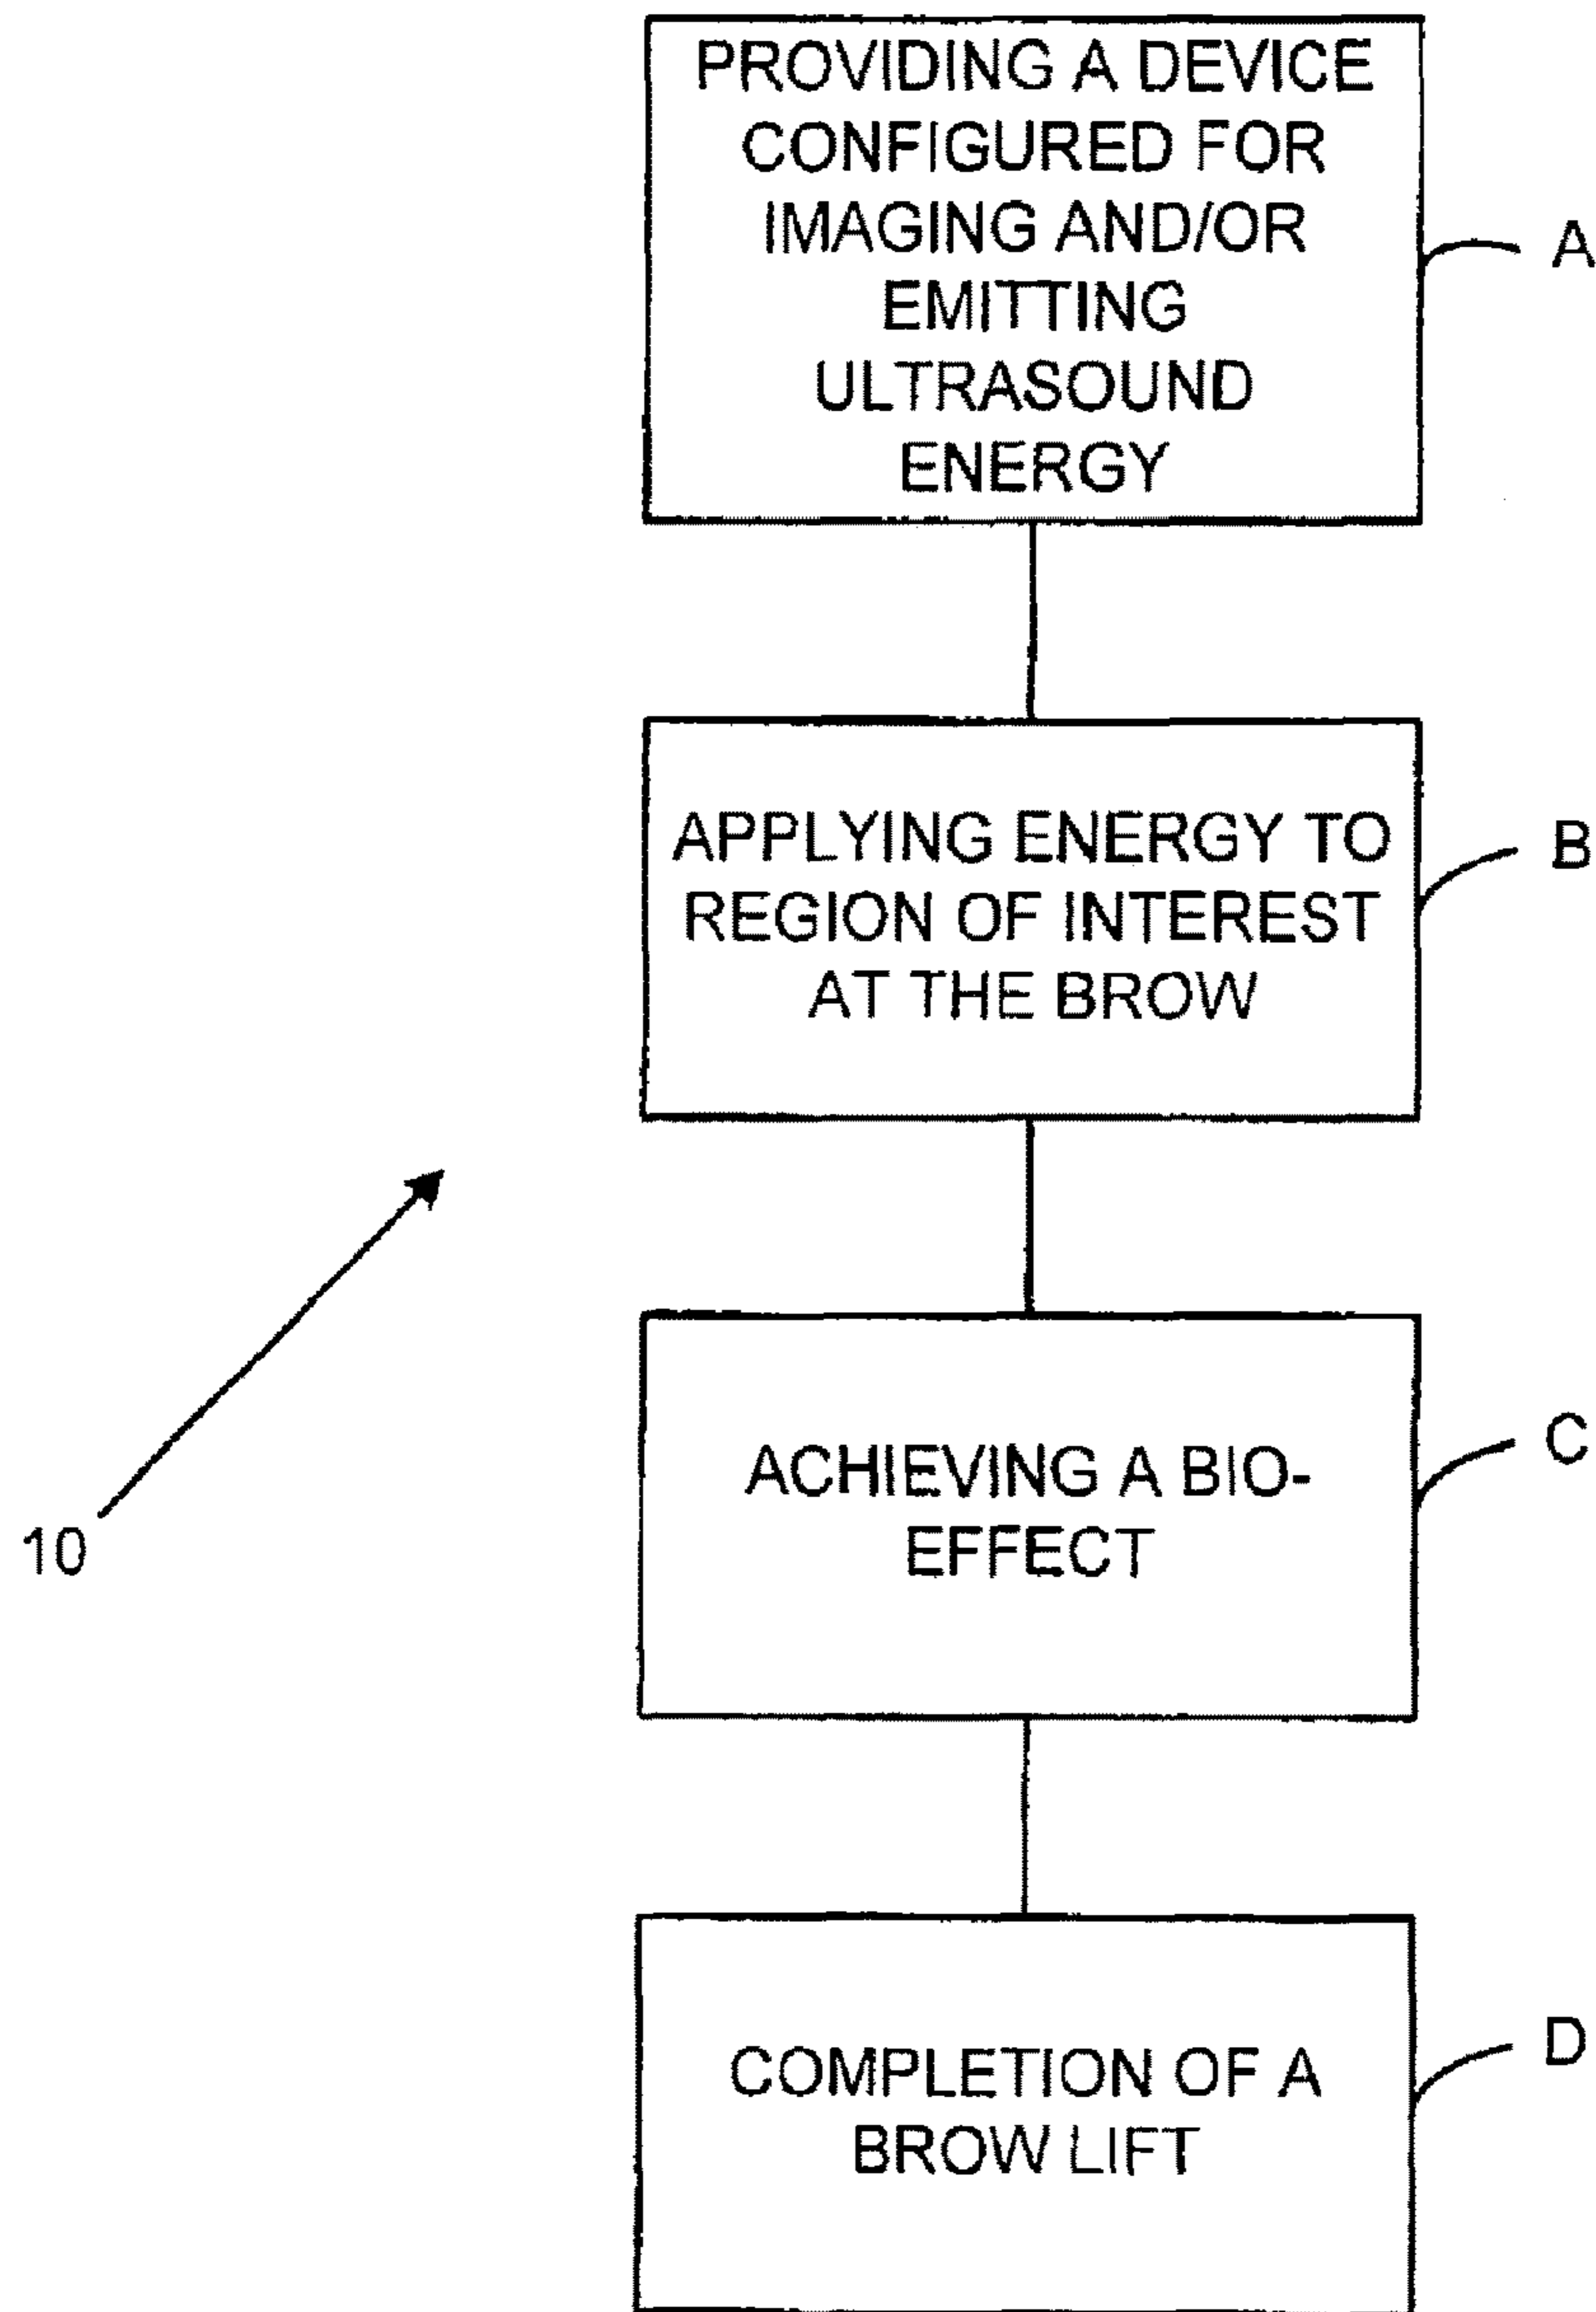 PROVIDING A DEVICE
CONFIGURED FOR
IMAGING AND/OR
EMITTING
ULTRASOUND
ENERGY
A
APPLYING ENERGY TO
REGION OF INTEREST
AT THE BROW
B
ACHIEVING A BIO-
EFFECT
C
10
COMPLETION OF A
BROW LIFT
D